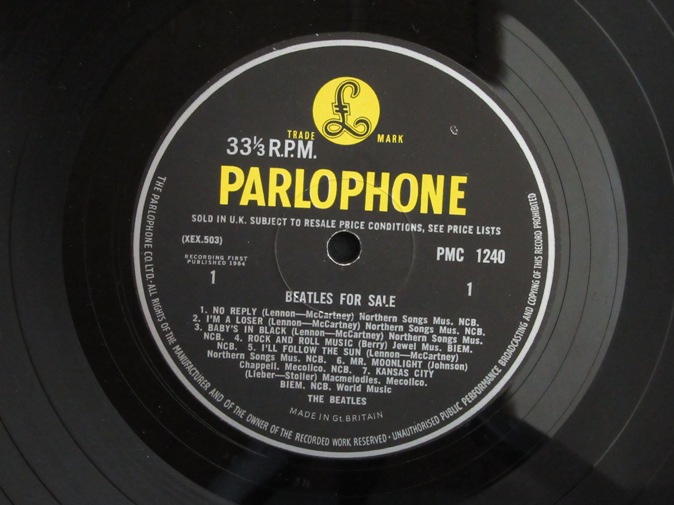 £
TRADE MARK
33⅓ R.P.M.
PARLOPHONE
SOLD IN U.K. SUBJECT TO RESALE PRICE CONDITIONS, SEE PRICE LISTS
(XEX.503)
PMC 1240
RECORDING FIRST
PUBLISHED 1964
1
1
BEATLES FOR SALE
1. NO REPLY (Lennon—McCartney) Northern Songs Mus. NCB.
2. I'M A LOSER (Lennon—McCartney) Northern Songs Mus. NCB.
3. BABY'S IN BLACK (Lennon—McCartney) Northern Songs Mus.
NCB. 4. ROCK AND ROLL MUSIC (Berry) Jewel Mus. BIEM.
NCB. 5. I'LL FOLLOW THE SUN (Lennon—McCartney)
Northern Songs Mus. NCB. 6. MR. MOONLIGHT (Johnson)
Chappell. Mecolico. NCB. 7. KANSAS CITY
(Lieber—Stoller) Macmelodies. Mecolico.
BIEM. NCB. World Music
THE BEATLES
MADE IN Gt. BRITAIN
THE PARLOPHONE CO. LTD.—ALL RIGHTS OF THE MANUFACTURER AND OF THE OWNER OF THE RECORDED WORK RESERVED · UNAUTHORISED PUBLIC PERFORMANCE BROADCASTING AND COPYING OF THIS RECORD PROHIBITED